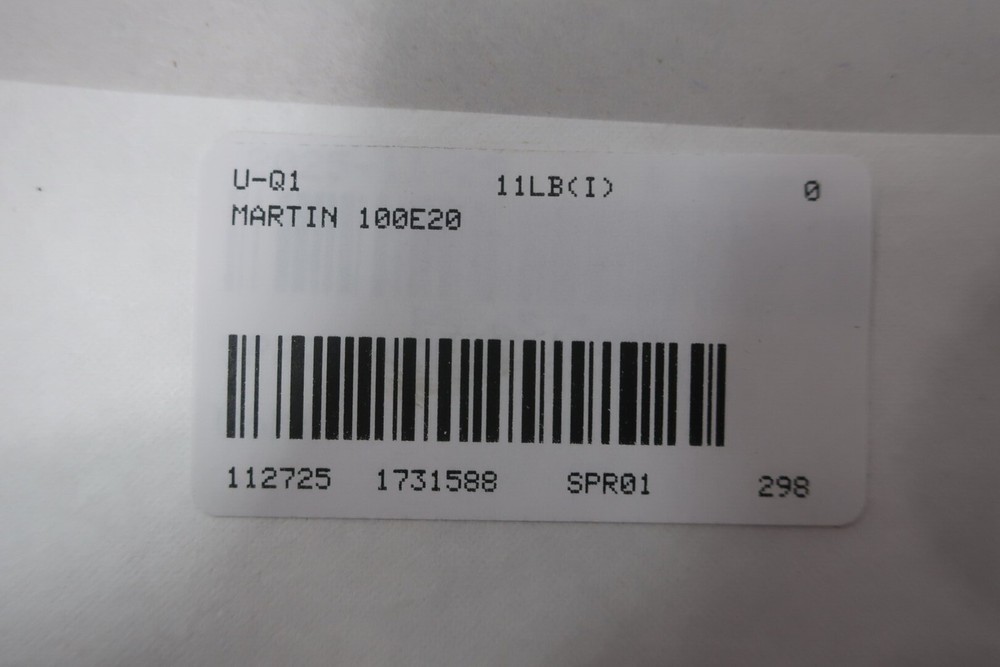 U-Q1 11LB(I) 0
MARTIN 100E20
112725 1731588 SPR01 298